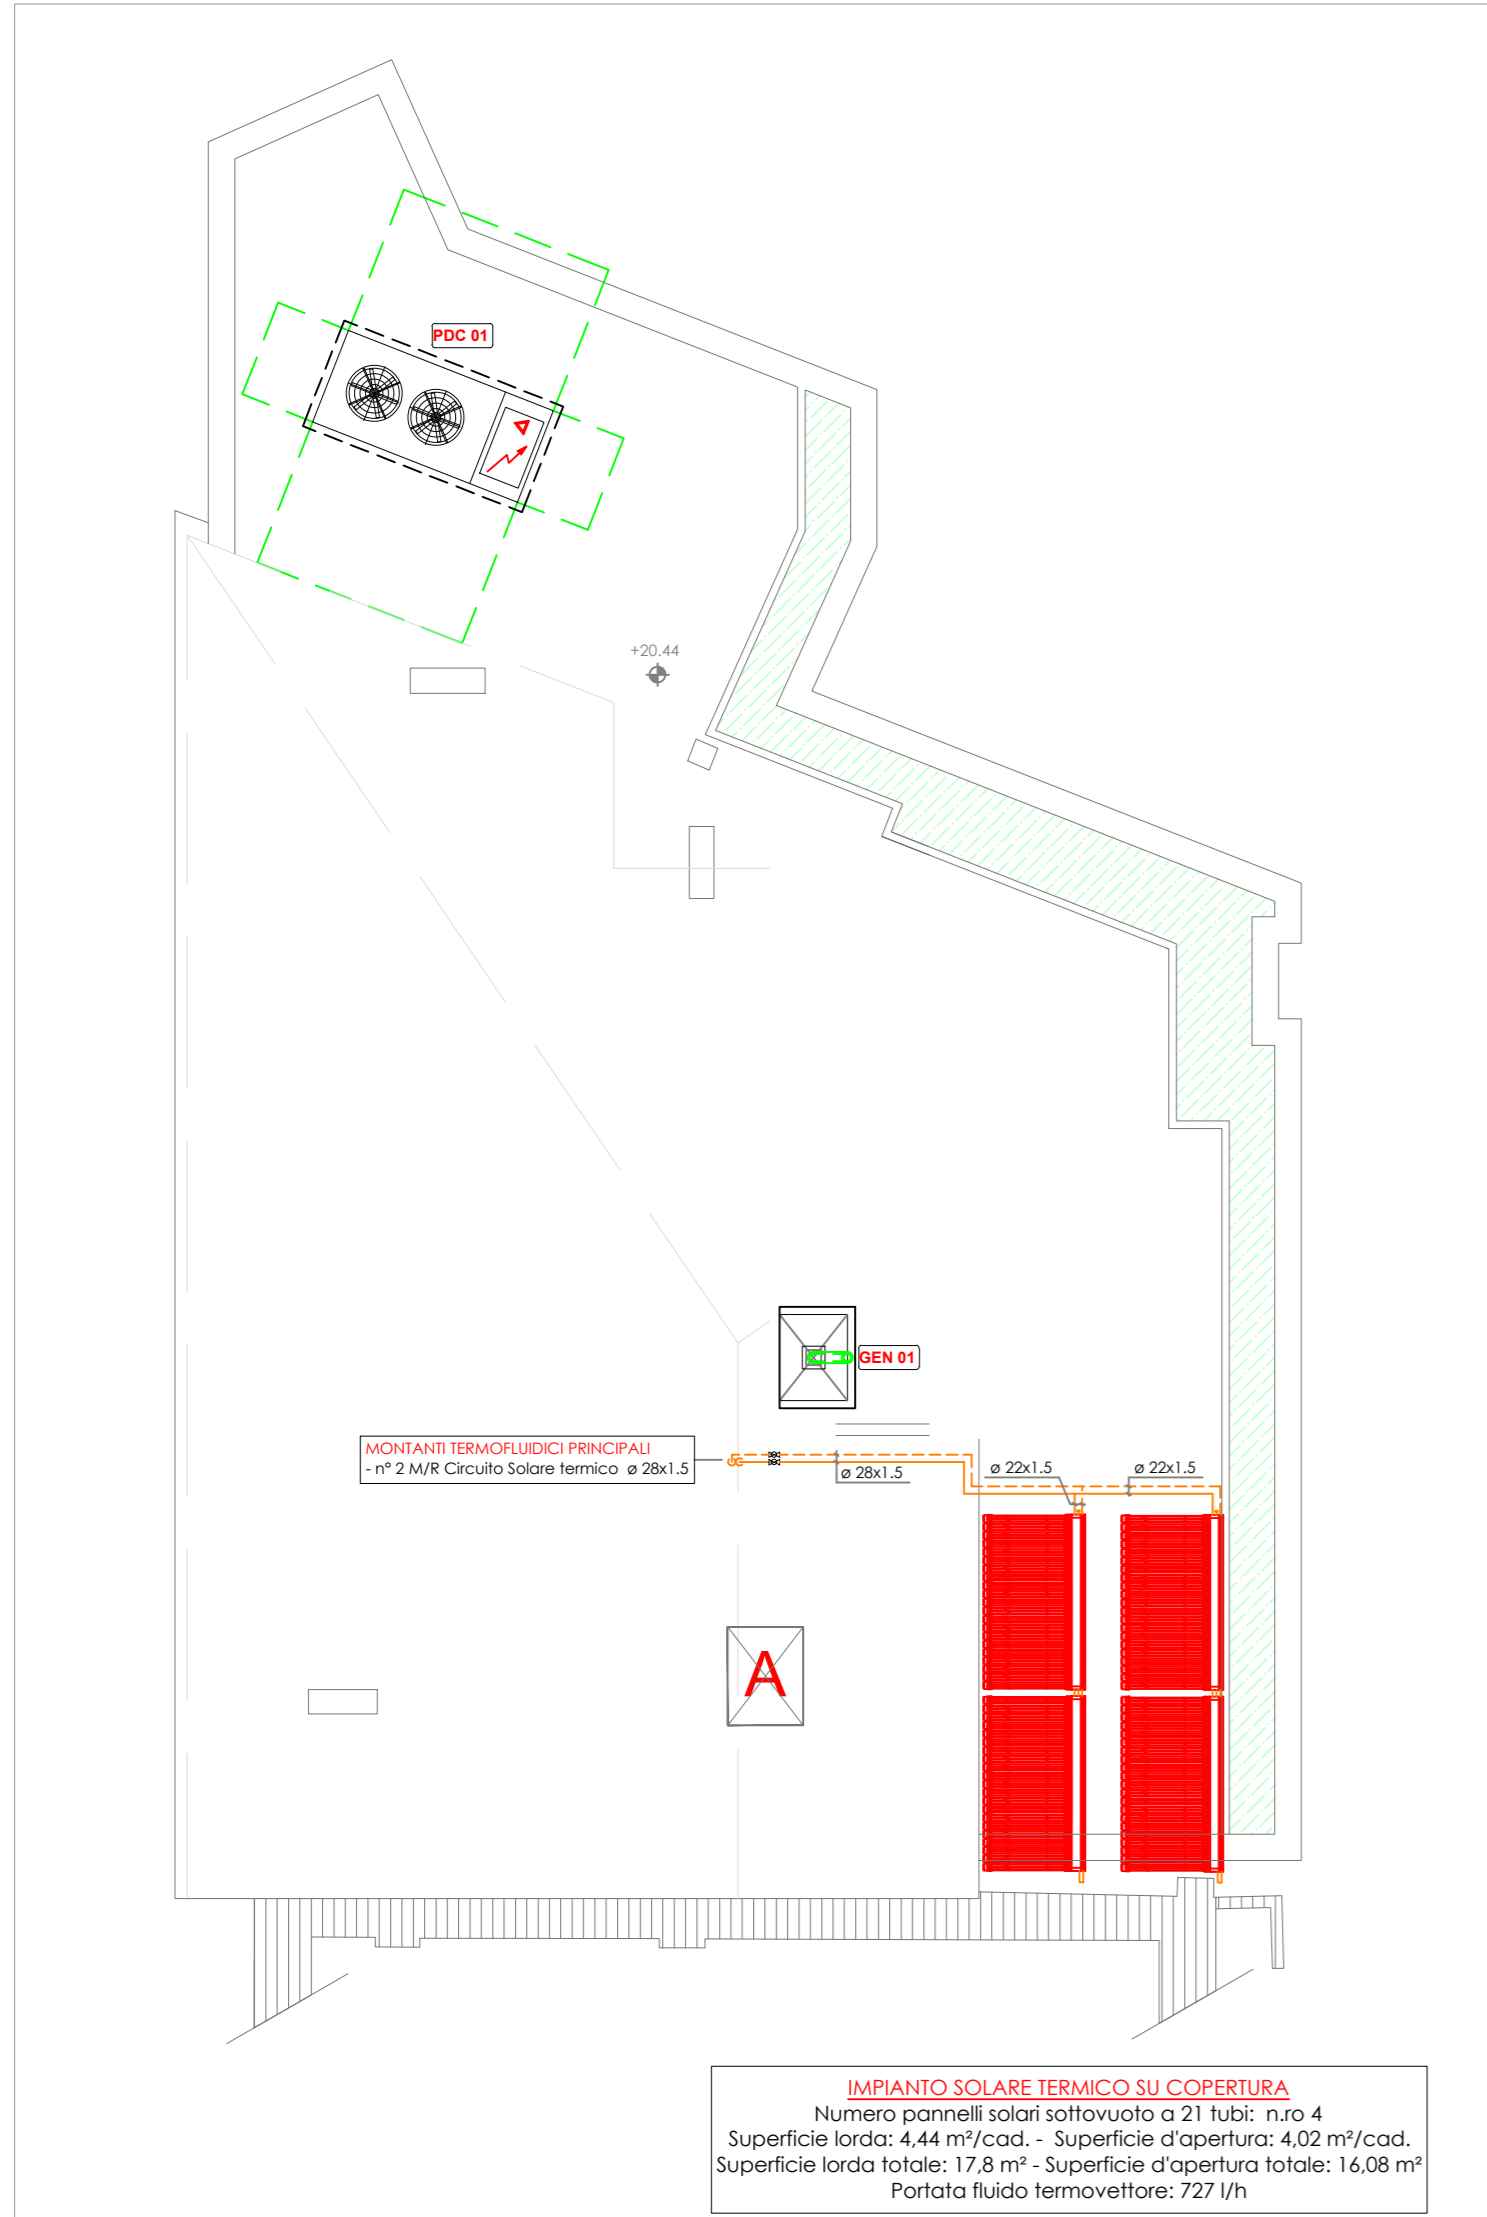 PDC 01
+20.44
GEN 01
MONTANTI TERMOFLUIDICI PRINCIPALI
- n° 2 M/R Circuito Solare termico ø 28x1.5
ø 28x1.5
ø 22x1.5
ø 22x1.5
A
IMPIANTO SOLARE TERMICO SU COPERTURA
Numero pannelli solari sottovuoto a 21 tubi: n.ro 4
Superficie lorda: 4,44 m²/cad. - Superficie d'apertura: 4,02 m²/cad.
Superficie lorda totale: 17,8 m² - Superficie d'apertura totale: 16,08 m²
Portata fluido termovettore: 727 l/h